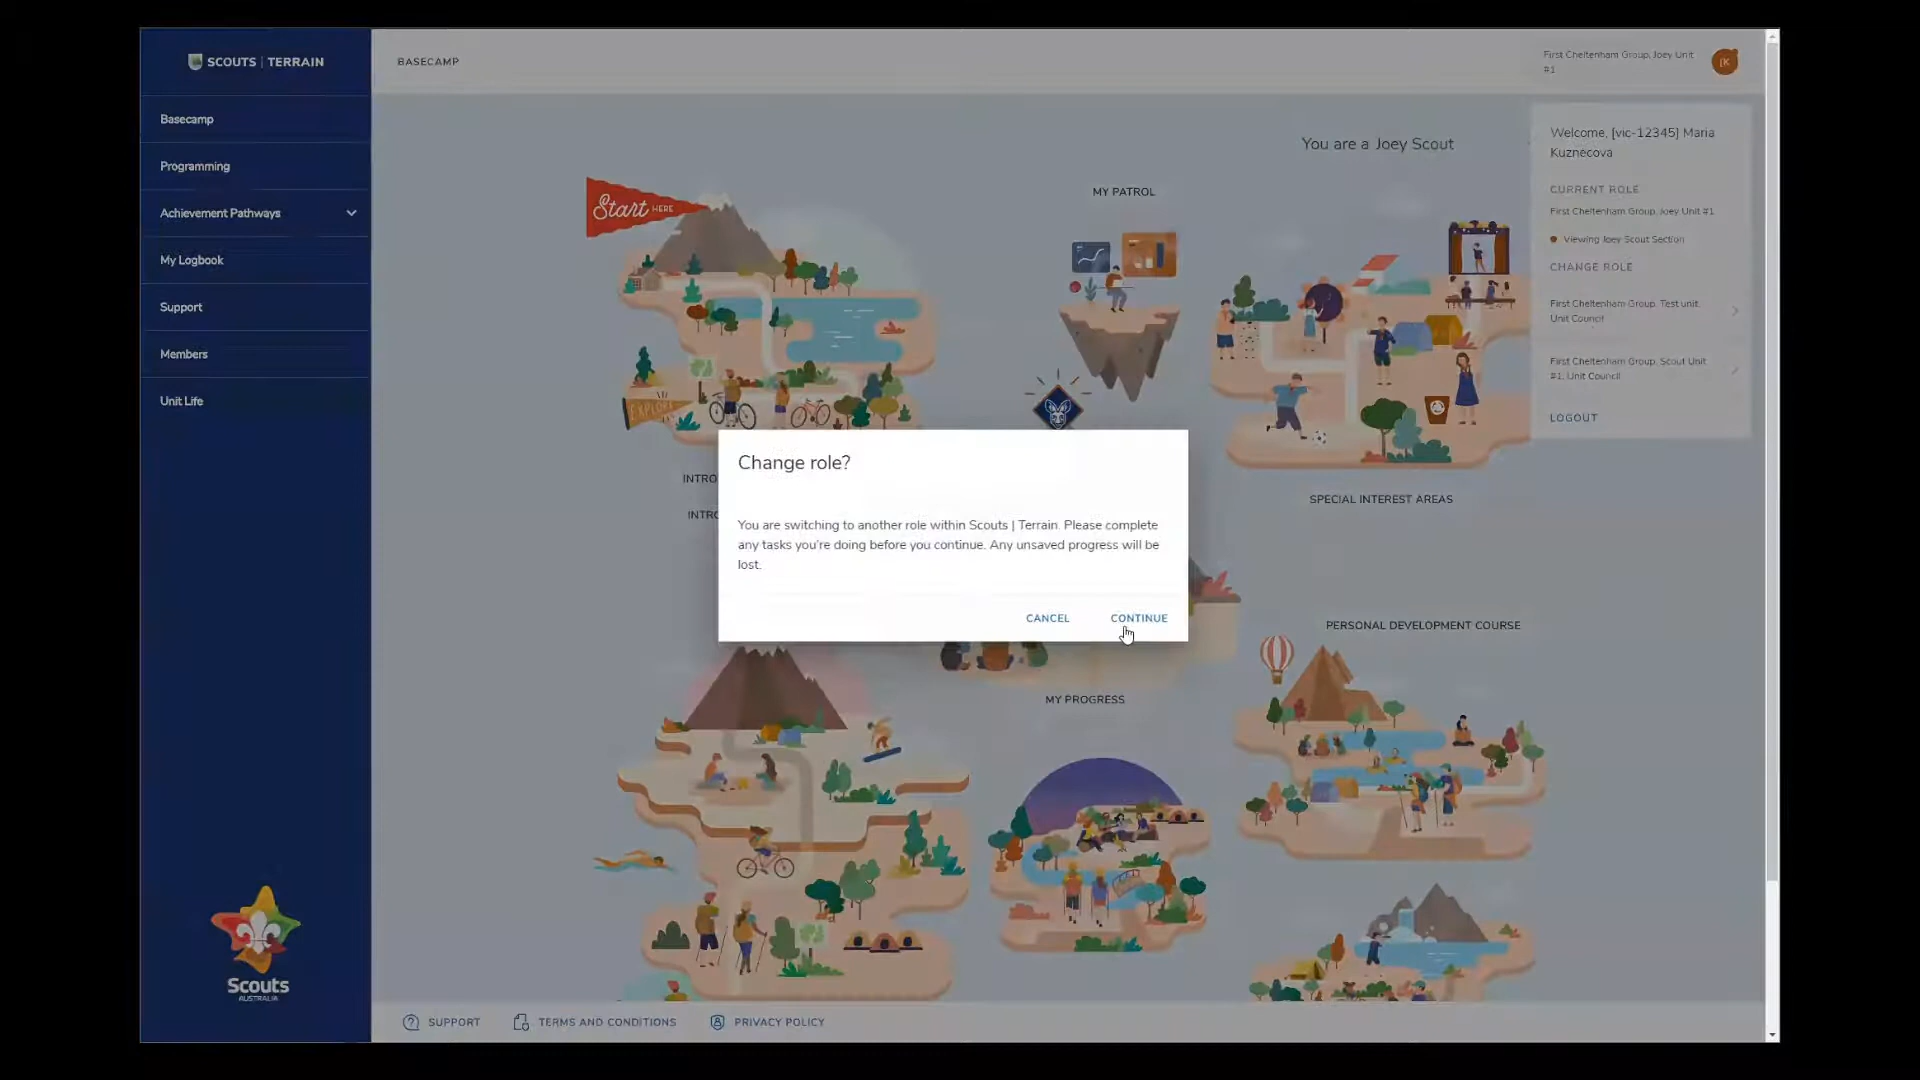 SCOUTS | TERRAIN
Basecamp
Programming
Achievement Pathways
My Logbook
Support
Members
Unit Life
Scouts
AUSTRALIA
BASECAMP
First Cheltenham Group, Joey Unit
#1
Welcome, [vic-12345] Maria
Kuznecova
CURRENT ROLE
First Cheltenham Group, Joey Unit #1
Viewing Joey Scout Section
CHANGE ROLE
First Cheltenham Group, Test unit,
Unit Council
First Cheltenham Group, Scout Unit
#1, Unit Council
LOGOUT
You are a Joey Scout
Start HERE
MY PATROL
EXPLORE
INTRO
INTRO
SPECIAL INTEREST AREAS
Change role?
You are switching to another role within Scouts | Terrain. Please complete
any tasks you're doing before you continue. Any unsaved progress will be
lost.
CANCEL
CONTINUE
PERSONAL DEVELOPMENT COURSE
MY PROGRESS
SUPPORT
TERMS AND CONDITIONS
PRIVACY POLICY